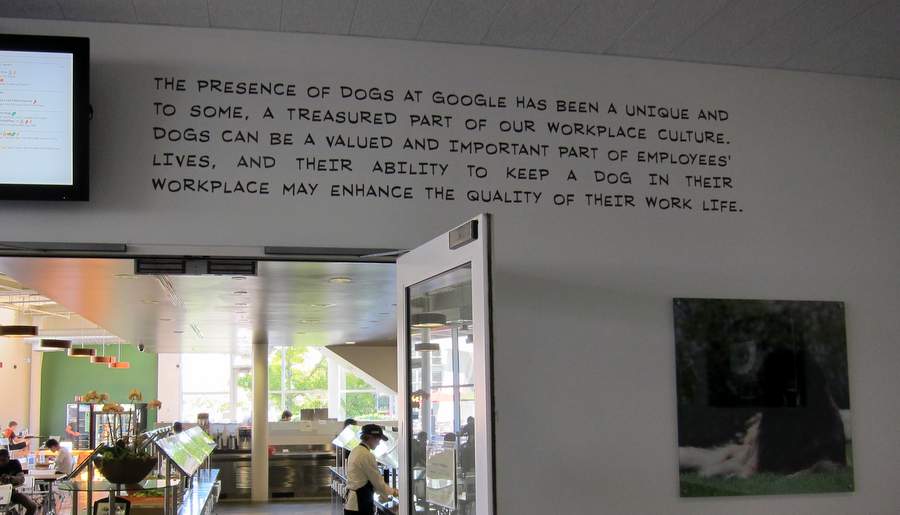 THE PRESENCE OF DOGS AT GOOGLE HAS BEEN A UNIQUE AND
TO SOME, A TREASURED PART OF OUR WORKPLACE CULTURE.
DOGS CAN BE A VALUED AND IMPORTANT PART OF EMPLOYEES'
LIVES, AND THEIR ABILITY TO KEEP A DOG IN THEIR
WORKPLACE MAY ENHANCE THE QUALITY OF THEIR WORK LIFE.